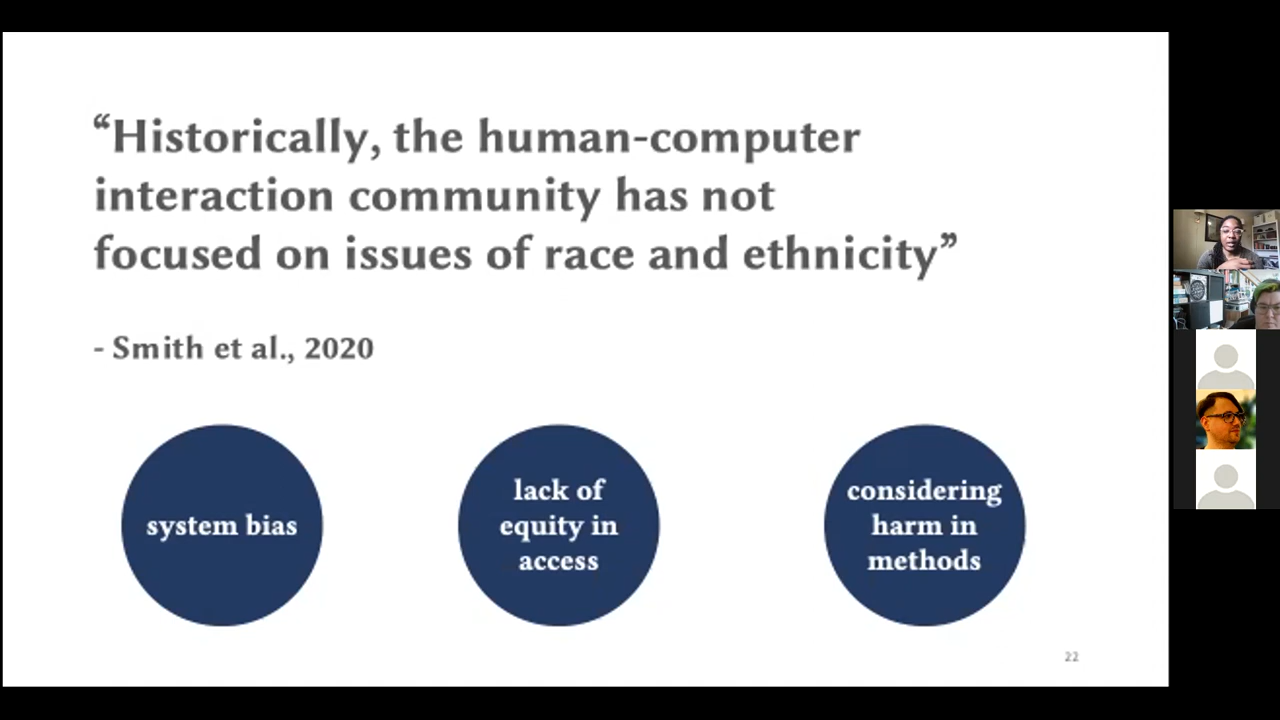 “Historically, the human-computer
interaction community has not
focused on issues of race and ethnicity”
- Smith et al., 2020
system bias
lack of
equity in
access
considering
harm in
methods
22